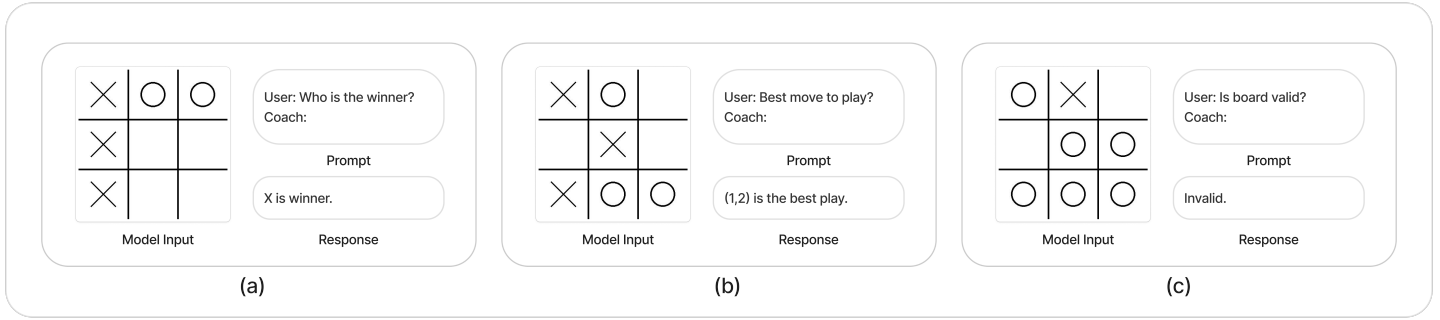 User: Who is the winner?
Coach:
Prompt
X is winner.
Model Input
Response
(a)
User: Best move to play?
Coach:
Prompt
(1,2) is the best play.
Model Input
Response
(b)
User: Is board valid?
Coach:
Prompt
Invalid.
Model Input
Response
(c)